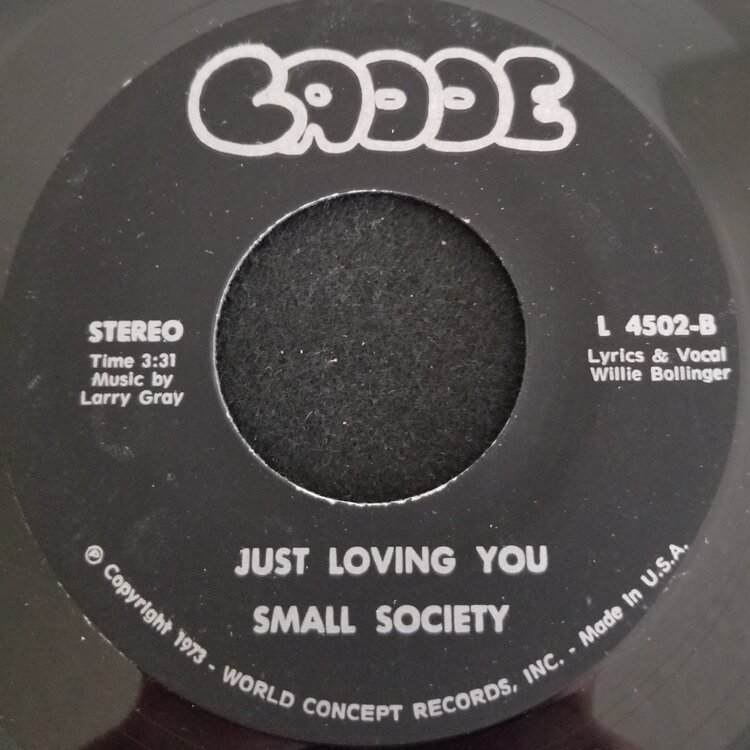 CADDE
STEREO
Time 3:31
Music by
Larry Gray
L 4502-B
Lyrics & Vocal
Willie Bollinger
JUST LOVING YOU
SMALL SOCIETY
℗ Copyright 1973 - WORLD CONCEPT RECORDS, INC. - Made In U.S.A.